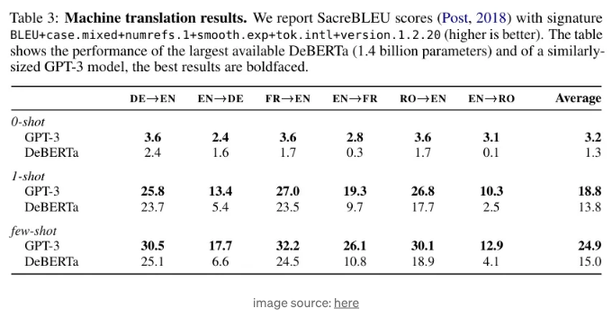 Table 3: Machine translation results. We report SacreBLEU scores (Post, 2018) with signature
BLEU+case.mixed+numrefs.1+smooth.exp+tok.intl+version.1.2.20 (higher is better). The table
shows the performance of the largest available DeBERTa (1.4 billion parameters) and of a similarly-
sized GPT-3 model, the best results are boldfaced.
DE→EN EN→DE FR→EN EN→FR RO→EN EN→RO Average
0-shot
GPT-3 3.6 2.4 3.6 2.8 3.6 3.1 3.2
DeBERTa 2.4 1.6 1.7 0.3 1.7 0.1 1.3
1-shot
GPT-3 25.8 13.4 27.0 19.3 26.8 10.3 18.8
DeBERTa 23.7 5.4 23.5 9.7 17.7 2.5 13.8
few-shot
GPT-3 30.5 17.7 32.2 26.1 30.1 12.9 24.9
DeBERTa 25.1 6.6 24.5 10.8 18.9 4.1 15.0
image source: here